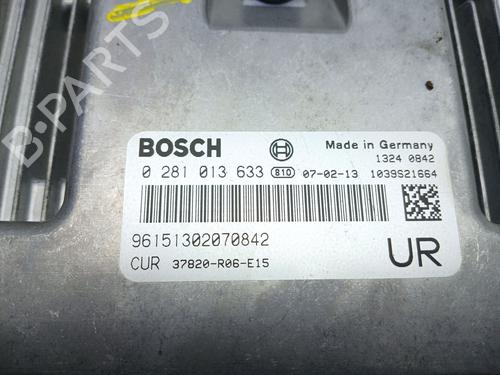 B-PARTS
BOSCH
Made in Germany
1324 0842
0 281 013 633 810 07-02-13 1039S21664
96151302070842
CUR 37820-R06-E15
UR